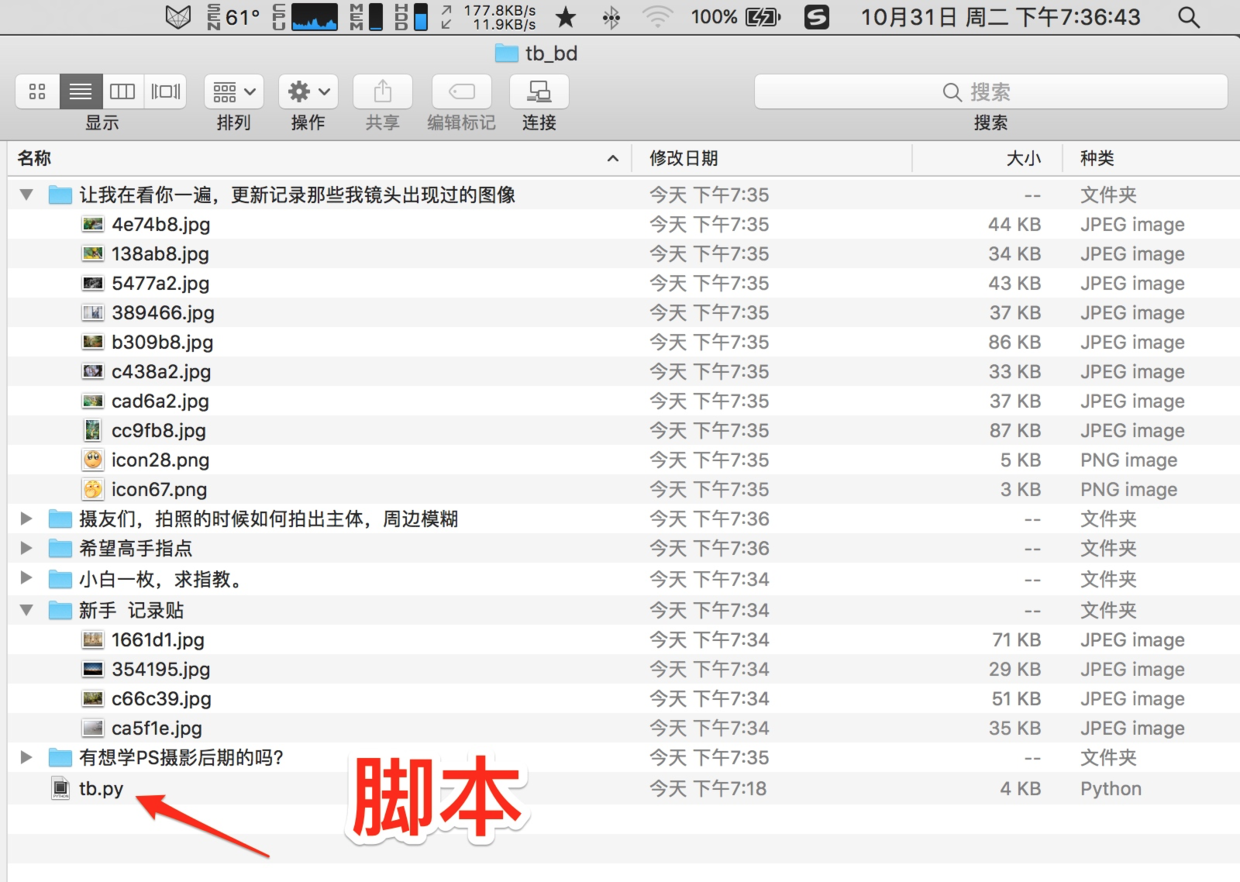 SEN 61° CPU MEM HDD 177.8KB/s 11.9KB/s 100% S 10月31日 周二 下午7:36:43
tb_bd
搜索
显示 排列 操作 共享 编辑标记 连接 搜索
名称 修改日期 大小 种类
让我在看你一遍，更新记录那些我镜头出现过的图像 今天 下午7:35 -- 文件夹
4e74b8.jpg 今天 下午7:35 44 KB JPEG image
138ab8.jpg 今天 下午7:35 34 KB JPEG image
5477a2.jpg 今天 下午7:35 43 KB JPEG image
389466.jpg 今天 下午7:35 37 KB JPEG image
b309b8.jpg 今天 下午7:35 86 KB JPEG image
c438a2.jpg 今天 下午7:35 33 KB JPEG image
cad6a2.jpg 今天 下午7:35 37 KB JPEG image
cc9fb8.jpg 今天 下午7:35 87 KB JPEG image
icon28.png 今天 下午7:35 5 KB PNG image
icon67.png 今天 下午7:35 3 KB PNG image
摄友们，拍照的时候如何拍出主体，周边模糊 今天 下午7:36 -- 文件夹
希望高手指点 今天 下午7:36 -- 文件夹
小白一枚，求指教。 今天 下午7:34 -- 文件夹
新手 记录贴 今天 下午7:34 -- 文件夹
1661d1.jpg 今天 下午7:34 71 KB JPEG image
354195.jpg 今天 下午7:34 29 KB JPEG image
c66c39.jpg 今天 下午7:34 51 KB JPEG image
ca5f1e.jpg 今天 下午7:34 35 KB JPEG image
有想学PS摄影后期的吗? 今天 下午7:35 -- 文件夹
tb.py 今天 下午7:18 4 KB Python
脚本